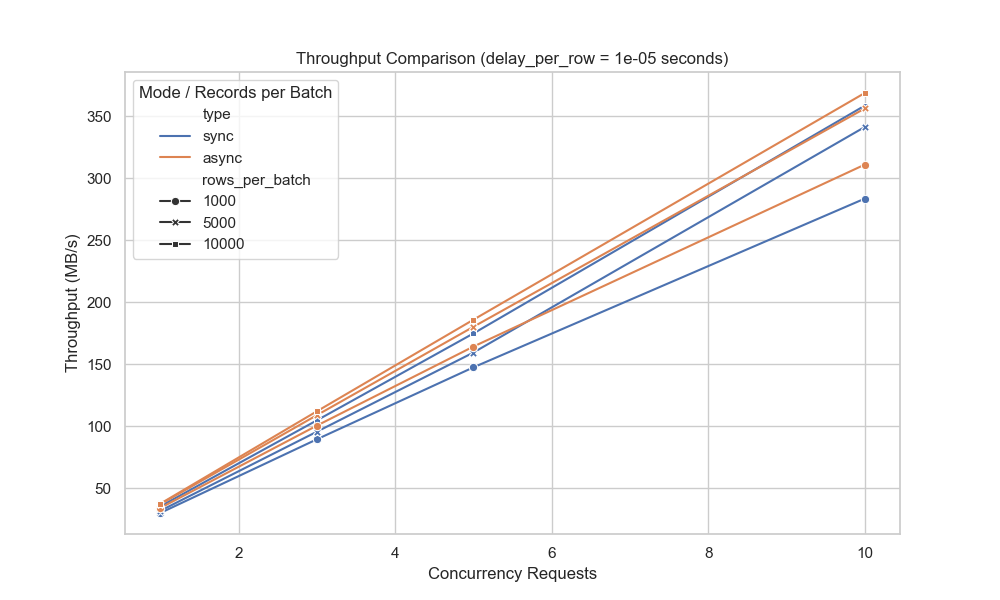 Throughput Comparison (delay_per_row = 1e-05 seconds)
Mode / Records per Batch
type
sync
async
rows_per_batch
1000
5000
10000
350
300
250
200
150
100
50
Throughput (MB/s)
2 4 6 8 10
Concurrency Requests